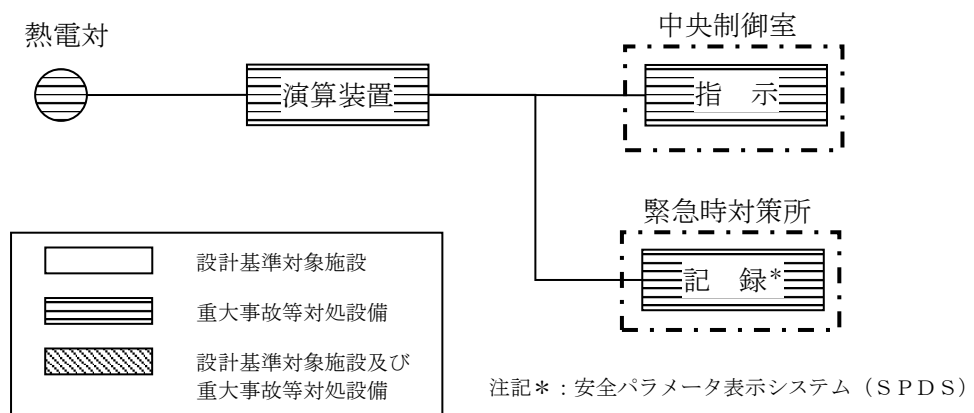 中央制御室
熱電対
演算装置
指　示
緊急時対策所
記　録*
設計基準対象施設
重大事故等対処設備
設計基準対象施設及び
重大事故等対処設備
注記＊：安全パラメータ表示システム（ＳＰＤＳ）